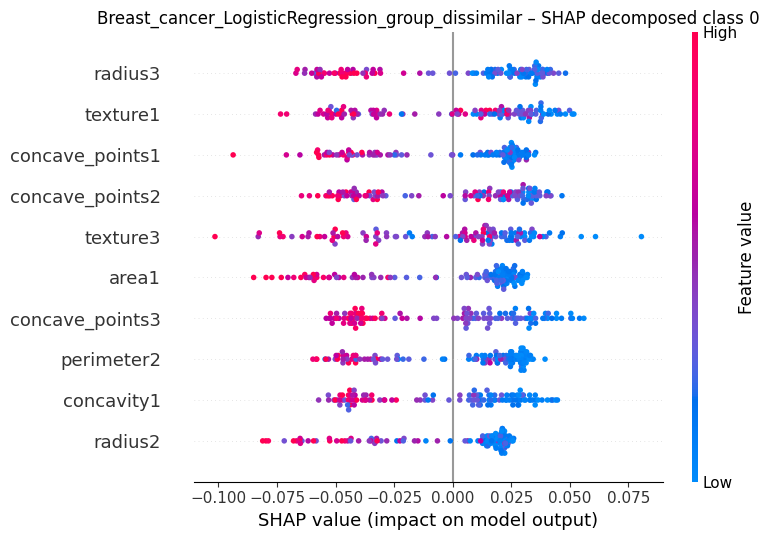 Breast_cancer_LogisticRegression_group_dissimilar – SHAP decomposed class 0
High
radius3
texture1
concave_points1
concave_points2
texture3
area1
concave_points3
perimeter2
concavity1
radius2
Feature value
Low
−0.100 −0.075 −0.050 −0.025 0.000 0.025 0.050 0.075
SHAP value (impact on model output)